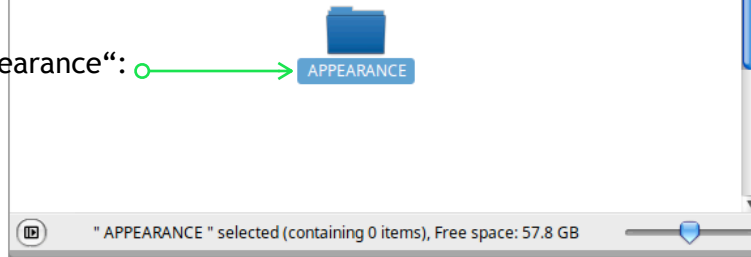 earance“:
APPEARANCE
" APPEARANCE " selected (containing 0 items), Free space: 57.8 GB